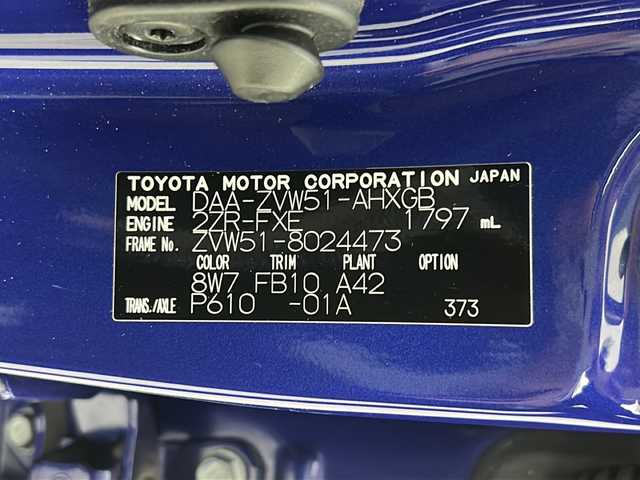 TOYOTA MOTOR CORPORATION JAPAN
MODEL DAA-ZVW51-AHXGB
ENGINE 2ZR-FXE 1797 mL
FRAME NO. ZVW51-8024473
COLOR TRIM PLANT OPTION
8W7 FB10 A42
TRANS./AXLE P610 -01A 373